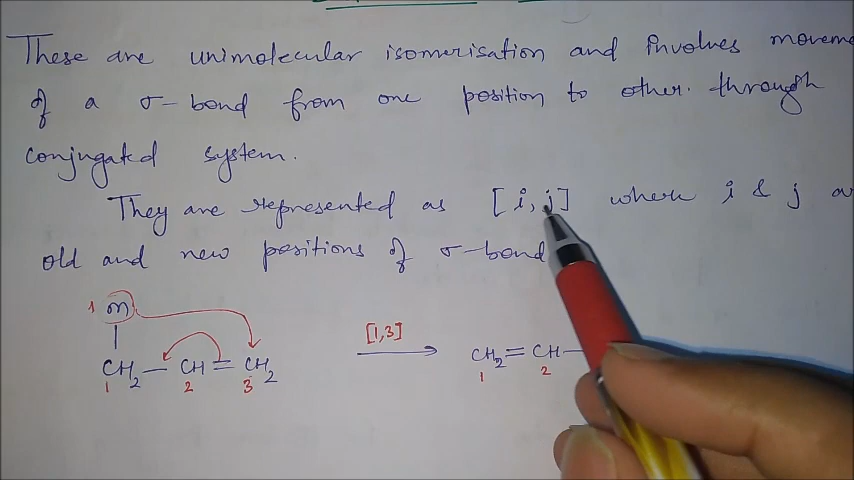 These are unimolecular isomerisation and involves moveme
of a σ-bond from one position to other. through
conjugated system.
They are represented as [i, j] where i & j a
old and new positions of σ-bond
1 m
[1,3]
CH2 — CH = CH2
CH2 = CH —
1 2 3
1 2